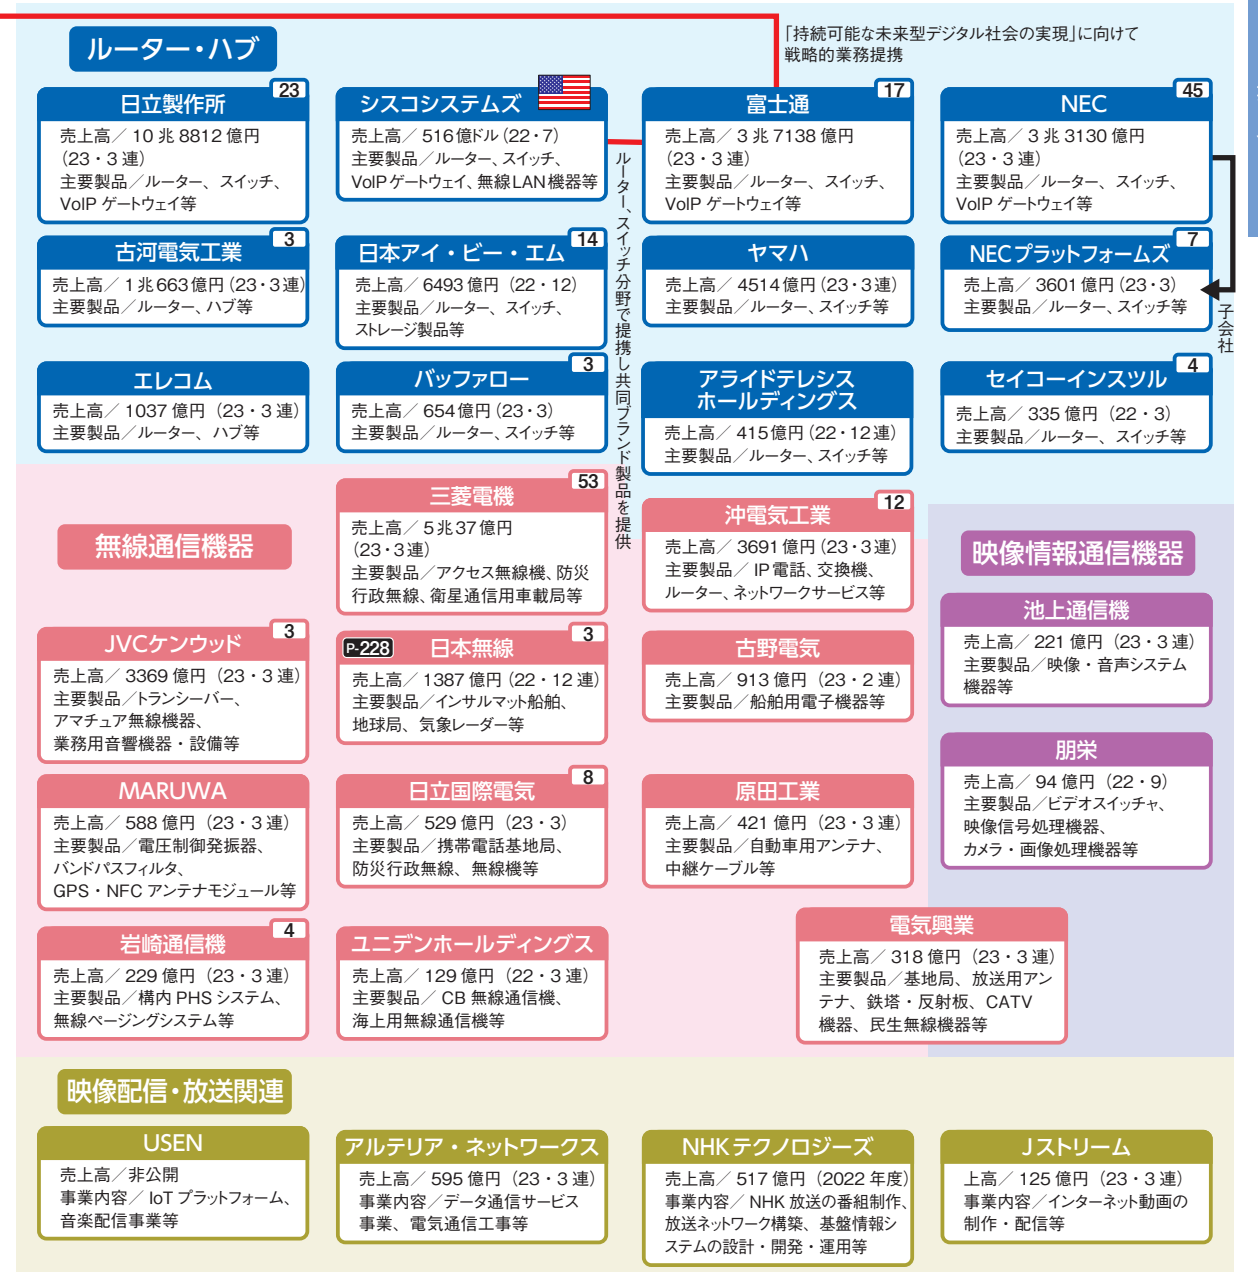 「持続可能な未来型デジタル社会の実現」に向けて
戦略的業務提携
ルーター・ハブ
23
日立製作所
売上高／10兆8812億円
(23・3連)
主要製品／ルーター、スイッチ、
VoIPゲートウェイ等
シスコシステムズ
売上高／516億ドル(22・7)
主要製品／ルーター、スイッチ、
VoIPゲートウェイ、無線LAN機器等
17
富士通
売上高／3兆7138億円
(23・3連)
主要製品／ルーター、スイッチ、
VoIPゲートウェイ等
45
NEC
売上高／3兆3130億円
(23・3連)
主要製品／ルーター、スイッチ、
VoIPゲートウェイ等
ルーター、スイッチ分野で提携し共同ブランド製品を提供
子会社
3
古河電気工業
売上高／1兆663億円(23・3連)
主要製品／ルーター、ハブ等
14
日本アイ・ビー・エム
売上高／6493億円(22・12)
主要製品／ルーター、スイッチ、
ストレージ製品等
ヤマハ
売上高／4514億円(23・3連)
主要製品／ルーター、スイッチ等
7
NECプラットフォームズ
売上高／3601億円(23・3)
主要製品／ルーター、スイッチ等
エレコム
売上高／1037億円(23・3連)
主要製品／ルーター、ハブ等
3
バッファロー
売上高／654億円(23・3)
主要製品／ルーター、スイッチ等
アライドテレシス
ホールディングス
売上高／415億円(22・12連)
主要製品／ルーター、スイッチ等
4
セイコーインスツル
売上高／335億円(22・3)
主要製品／ルーター、スイッチ等
無線通信機器
53
三菱電機
売上高／5兆37億円
(23・3連)
主要製品／アクセス無線機、防災
行政無線、衛星通信用車載局等
12
沖電気工業
売上高／3691億円(23・3連)
主要製品／IP電話、交換機、
ルーター、ネットワークサービス等
3
JVCケンウッド
売上高／3369億円(23・3連)
主要製品／トランシーバー、
アマチュア無線機器、
業務用音響機器・設備等
3
P-228 日本無線
売上高／1387億円(22・12連)
主要製品／インサルマット船舶、
地球局、気象レーダー等
古野電気
売上高／913億円(23・2連)
主要製品／船舶用電子機器等
MARUWA
売上高／588億円(23・3連)
主要製品／電圧制御発振器、
バンドパスフィルタ、
GPS・NFCアンテナモジュール等
8
日立国際電気
売上高／529億円(23・3)
主要製品／携帯電話基地局、
防災行政無線、無線機等
原田工業
売上高／421億円(23・3連)
主要製品／自動車用アンテナ、
中継ケーブル等
4
岩崎通信機
売上高／229億円(23・3連)
主要製品／構内PHSシステム、
無線ページングシステム等
ユニデンホールディングス
売上高／129億円(22・3連)
主要製品／CB無線通信機、
海上用無線通信機等
電気興業
売上高／318億円(23・3連)
主要製品／基地局、放送用アン
テナ、鉄塔・反射板、CATV
機器、民生無線機器等
映像情報通信機器
池上通信機
売上高／221億円(23・3連)
主要製品／映像・音声システム
機器等
朋栄
売上高／94億円(22・9)
主要製品／ビデオスイッチャ、
映像信号処理機器、
カメラ・画像処理機器等
映像配信・放送関連
USEN
売上高／非公開
事業内容／IoTプラットフォーム、
音楽配信事業等
アルテリア・ネットワークス
売上高／595億円(23・3連)
事業内容／データ通信サービス
事業、電気通信工事等
NHKテクノロジーズ
売上高／517億円(2022年度)
事業内容／NHK放送の番組制作、
放送ネットワーク構築、基盤情報シ
ステムの設計・開発・運用等
Jストリーム
上高／125億円(23・3連)
事業内容／インターネット動画の
制作・配信等